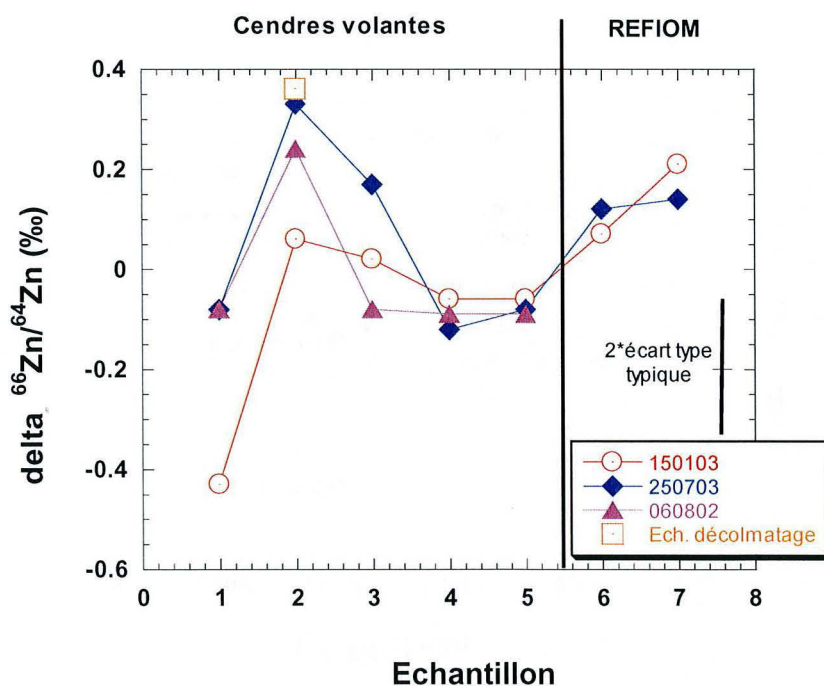 Cendres volantes REFIOM
0.4
0.2
0
-0.2
-0.4
-0.6
delta ⁶⁶Zn/⁶⁴Zn (‰)
2*écart type
typique
150103
250703
060802
Ech. décolmatage
0 1 2 3 4 5 6 7 8
Echantillon